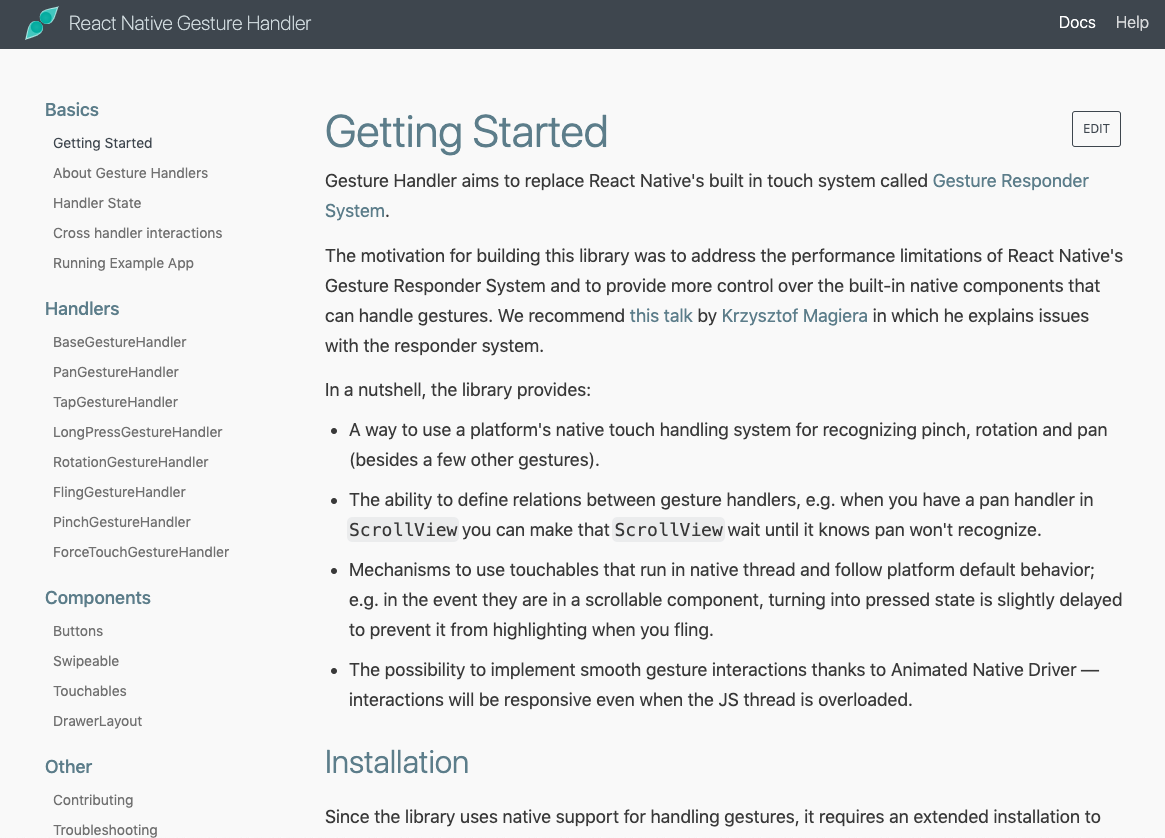 React Native Gesture Handler
Docs
Help
Basics
Getting Started
About Gesture Handlers
Handler State
Cross handler interactions
Running Example App
Handlers
BaseGestureHandler
PanGestureHandler
TapGestureHandler
LongPressGestureHandler
RotationGestureHandler
FlingGestureHandler
PinchGestureHandler
ForceTouchGestureHandler
Components
Buttons
Swipeable
Touchables
DrawerLayout
Other
Contributing
Troubleshooting
Getting Started
EDIT
Gesture Handler aims to replace React Native's built in touch system called Gesture Responder
System.
The motivation for building this library was to address the performance limitations of React Native's
Gesture Responder System and to provide more control over the built-in native components that
can handle gestures. We recommend this talk by Krzysztof Magiera in which he explains issues
with the responder system.
In a nutshell, the library provides:
• A way to use a platform's native touch handling system for recognizing pinch, rotation and pan
(besides a few other gestures).
• The ability to define relations between gesture handlers, e.g. when you have a pan handler in
ScrollView you can make that ScrollView wait until it knows pan won't recognize.
• Mechanisms to use touchables that run in native thread and follow platform default behavior;
e.g. in the event they are in a scrollable component, turning into pressed state is slightly delayed
to prevent it from highlighting when you fling.
• The possibility to implement smooth gesture interactions thanks to Animated Native Driver —
interactions will be responsive even when the JS thread is overloaded.
Installation
Since the library uses native support for handling gestures, it requires an extended installation to